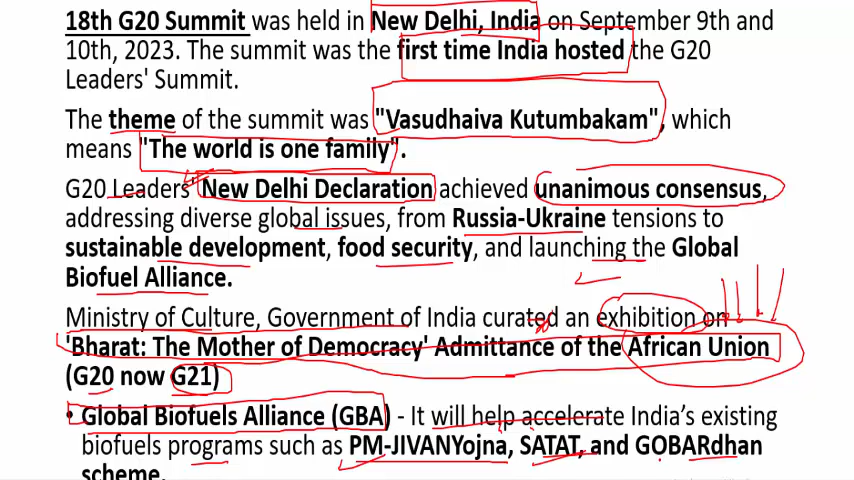 18th G20 Summit was held in New Delhi, India on September 9th and
10th, 2023. The summit was the first time India hosted the G20
Leaders' Summit.
The theme of the summit was "Vasudhaiva Kutumbakam", which
means "The world is one family".
G20 Leaders' New Delhi Declaration achieved unanimous consensus,
addressing diverse global issues, from Russia-Ukraine tensions to
sustainable development, food security, and launching the Global
Biofuel Alliance.
Ministry of Culture, Government of India curated an exhibition on
'Bharat: The Mother of Democracy' Admittance of the African Union
(G20 now G21)
• Global Biofuels Alliance (GBA) - It will help accelerate India's existing
biofuels programs such as PM-JIVANYojna, SATAT, and GOBARdhan
scheme.